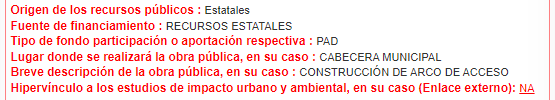 Origen de los recursos públicos : Estatales
Fuente de financiamiento : RECURSOS ESTATALES
Tipo de fondo participación o aportación respectiva : PAD
Lugar donde se realizará la obra pública, en su caso : CABECERA MUNICIPAL
Breve descripción de la obra pública, en su caso : CONSTRUCCIÓN DE ARCO DE ACCESO
Hipervínculo a los estudios de impacto urbano y ambiental, en su caso (Enlace externo): NA